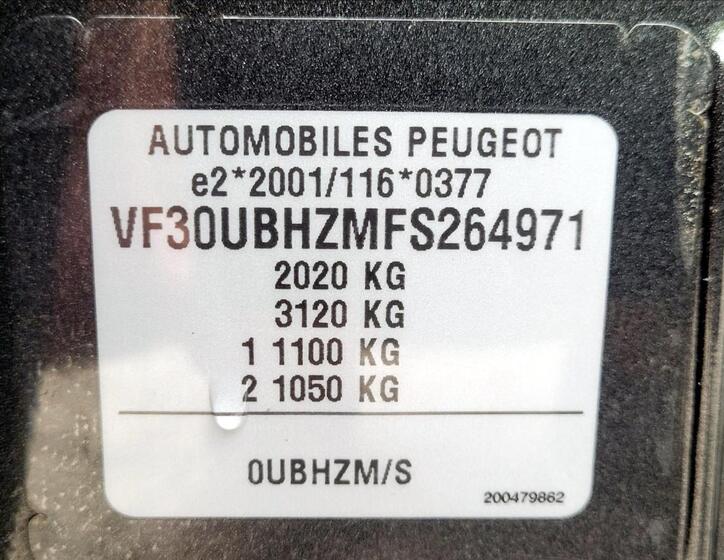 AUTOMOBILES PEUGEOT
e2*2001/116*0377
VF30UBHZMFS264971
2020 KG
3120 KG
1 1100 KG
2 1050 KG
0UBHZM/S
200479862